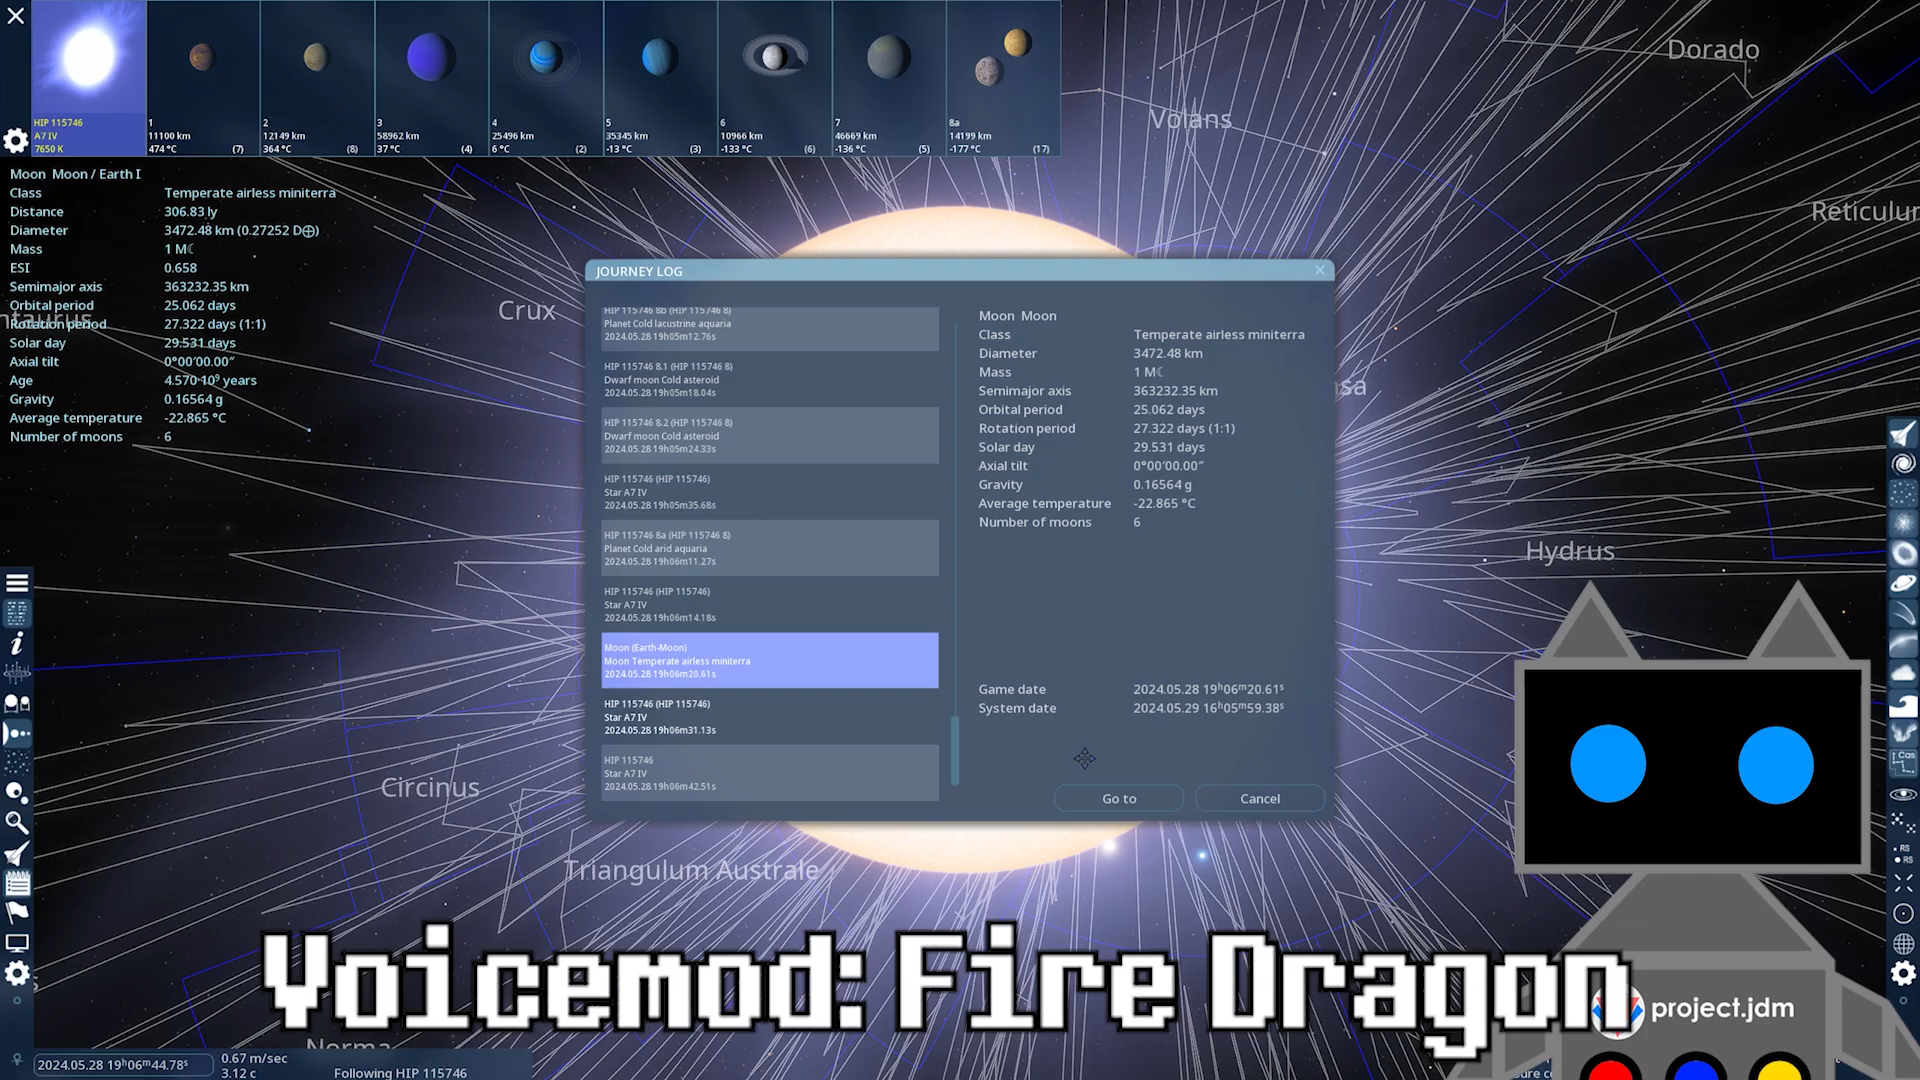 HIP 115746
A7 IV
7650 K
1
11100 km
474 °C (7)
2
12149 km
364 °C (8)
3
58962 km
37 °C (4)
4
25496 km
6 °C (2)
5
35345 km
-13 °C (3)
6
10966 km
-133 °C (6)
7
46669 km
-136 °C (5)
8a
14199 km
-177 °C (17)
Dorado
Volans
Reticulum
Moon Moon / Earth I
Class Temperate airless miniterra
Distance 306.83 ly
Diameter 3472.48 km (0.27252 D⊕)
Mass 1 M☾
ESI 0.658
Semimajor axis 363232.35 km
Orbital period 25.062 days
Rotation period 27.322 days (1:1)
Solar day 29.531 days
Axial tilt 0°00′00.00″
Age 4.570·10⁹ years
Gravity 0.16564 g
Average temperature -22.865 °C
Number of moons 6
Crux
JOURNEY LOG
HIP 115746 8b (HIP 115746 8)
Planet Cold lacustrine aquaria
2024.05.28 19h05m12.76s
HIP 115746 8.1 (HIP 115746 8)
Dwarf moon Cold asteroid
2024.05.28 19h05m18.04s
HIP 115746 8.2 (HIP 115746 8)
Dwarf moon Cold asteroid
2024.05.28 19h05m24.33s
HIP 115746 (HIP 115746)
Star A7 IV
2024.05.28 19h05m35.68s
HIP 115746 8a (HIP 115746 8)
Planet Cold arid aquaria
2024.05.28 19h06m11.27s
HIP 115746 (HIP 115746)
Star A7 IV
2024.05.28 19h06m14.18s
Moon (Earth-Moon)
Moon Temperate airless miniterra
2024.05.28 19h06m20.61s
HIP 115746 (HIP 115746)
Star A7 IV
2024.05.28 19h06m31.13s
HIP 115746
Star A7 IV
2024.05.28 19h06m42.51s
Moon Moon
Class Temperate airless miniterra
Diameter 3472.48 km
Mass 1 M☾
Semimajor axis 363232.35 km
Orbital period 25.062 days
Rotation period 27.322 days (1:1)
Solar day 29.531 days
Axial tilt 0°00′00.00″
Gravity 0.16564 g
Average temperature -22.865 °C
Number of moons 6
Game date 2024.05.28 19ʰ06ᵐ20.61ˢ
System date 2024.05.29 16ʰ05ᵐ59.38ˢ
Go to
Cancel
Hydrus
Circinus
Triangulum Australe
Cas
RS
RS
Voicemod: Fire Dragon
project.jdm
Norma
2024.05.28 19ʰ06ᵐ44.78ˢ
0.67 m/sec
3.12 c
Following HIP 115746